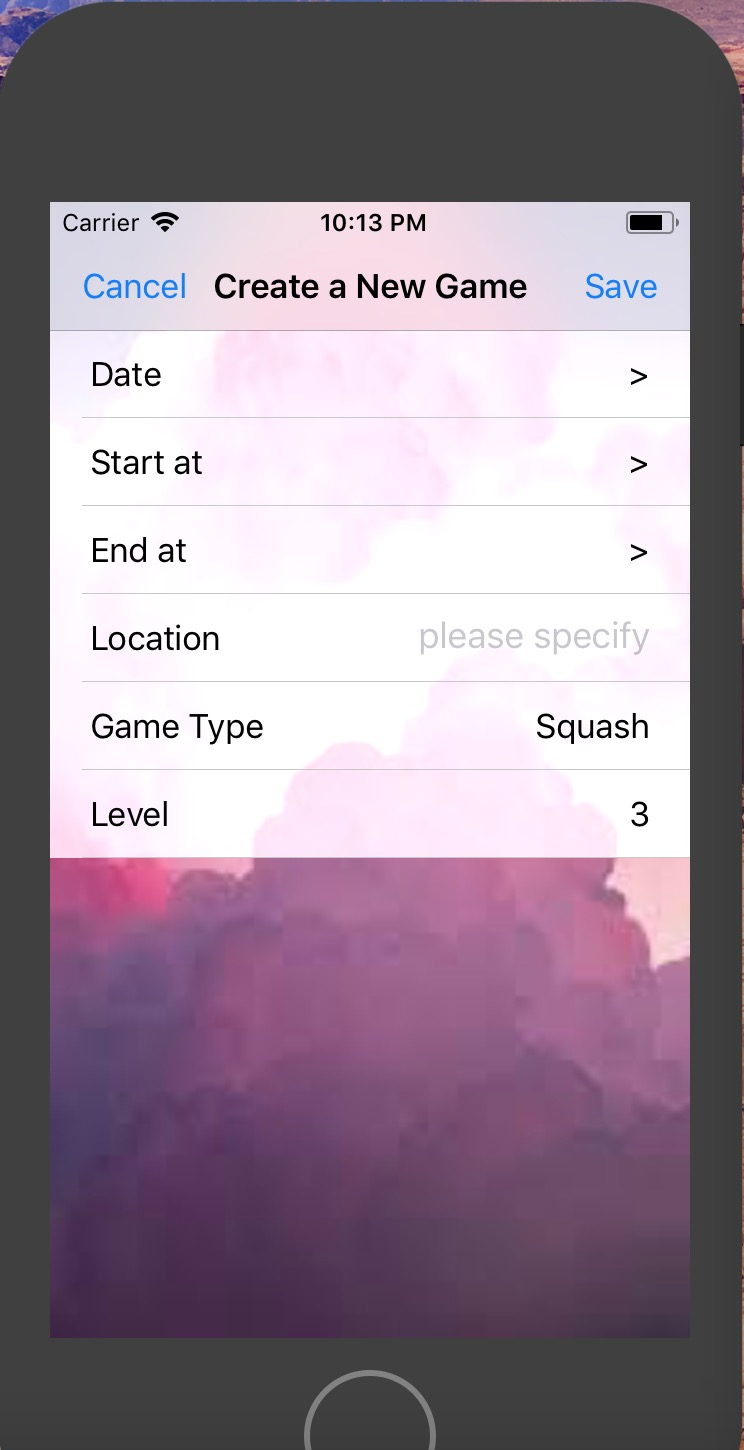 Carrier 10:13 PM
Cancel Create a New Game Save
Date >
Start at >
End at >
Location please specify
Game Type Squash
Level 3